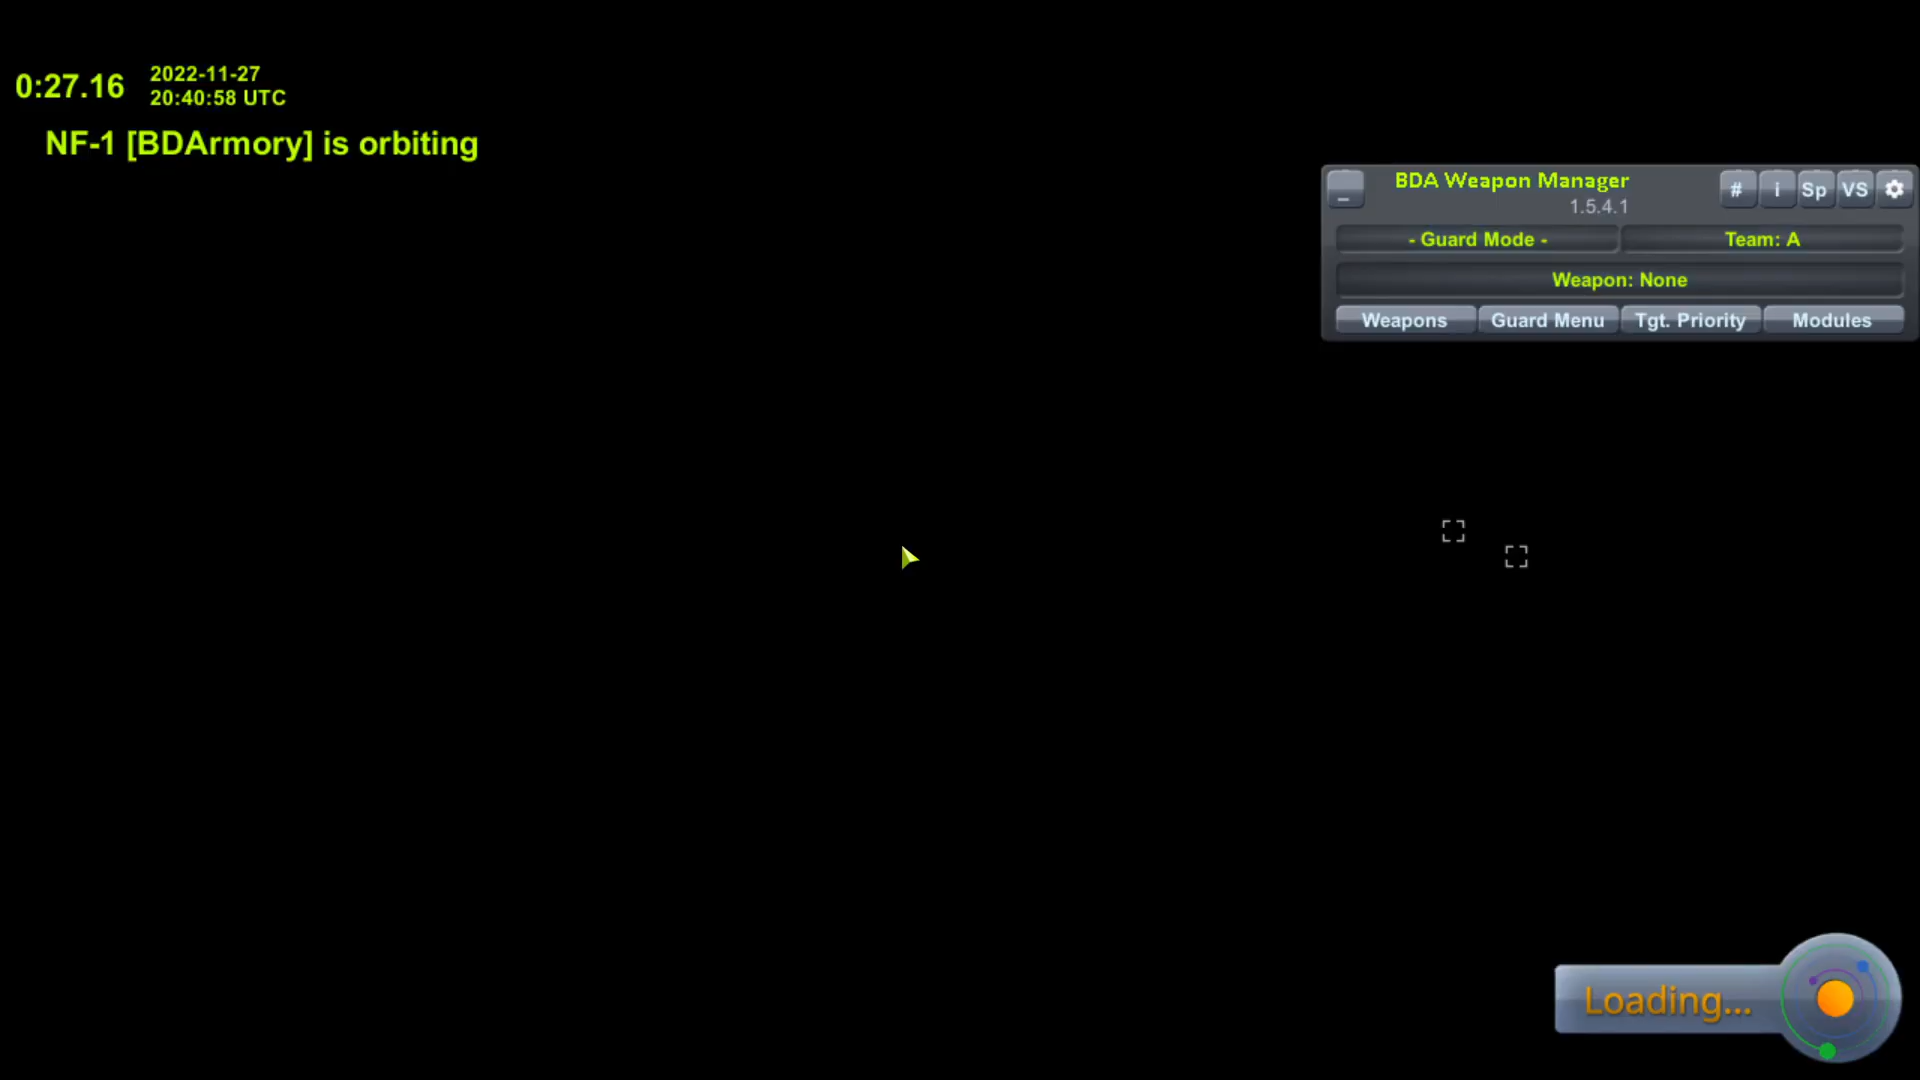 0:27.16
2022-11-27
20:40:58 UTC
NF-1 [BDArmory] is orbiting
_
BDA Weapon Manager
1.5.4.1
# i Sp VS
- Guard Mode - Team: A
Weapon: None
Weapons Guard Menu Tgt. Priority Modules
Loading...